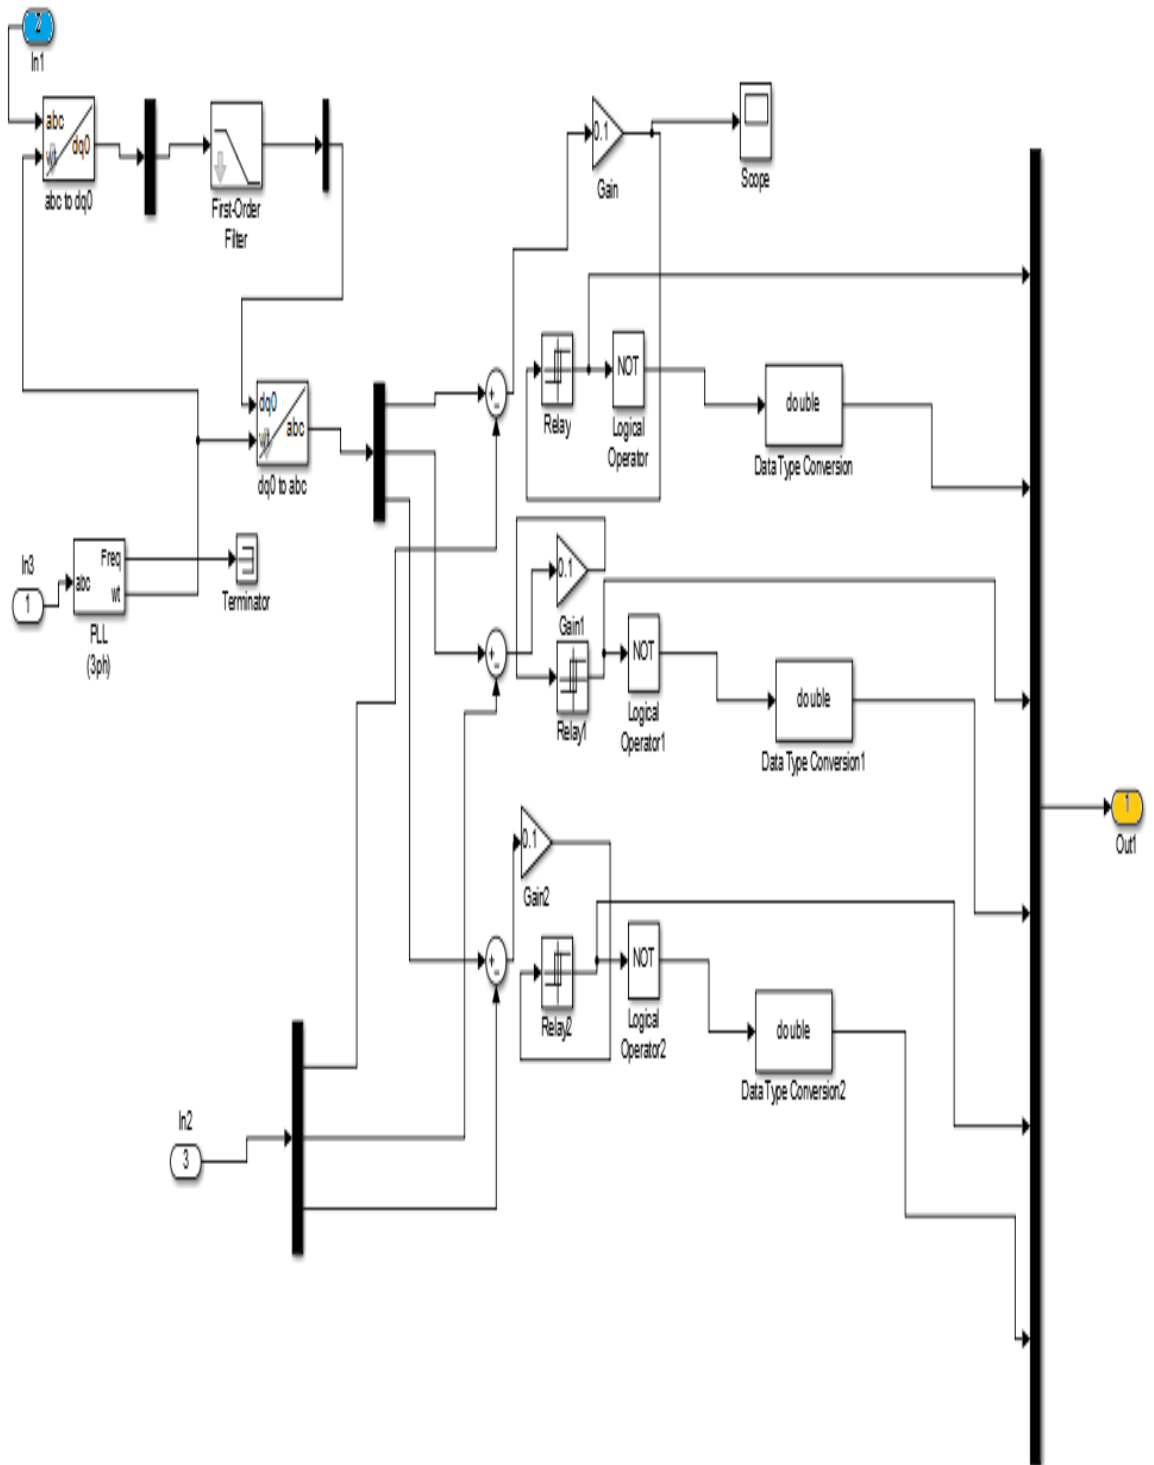 2
In1
abc
wt
dq0
abc to dq0
First-Order
Filter
0.1
Gain
Scope
dq0
wt
abc
dq0 to abc
Relay
NOT
Logical
Operator
double
Data Type Conversion
In3
1
abc
Freq
wt
PLL
(3ph)
Terminator
0.1
Gain1
Relay1
NOT
Logical
Operator1
double
Data Type Conversion1
1
Out1
0.1
Gain2
Relay2
NOT
Logical
Operator2
double
Data Type Conversion2
In2
3